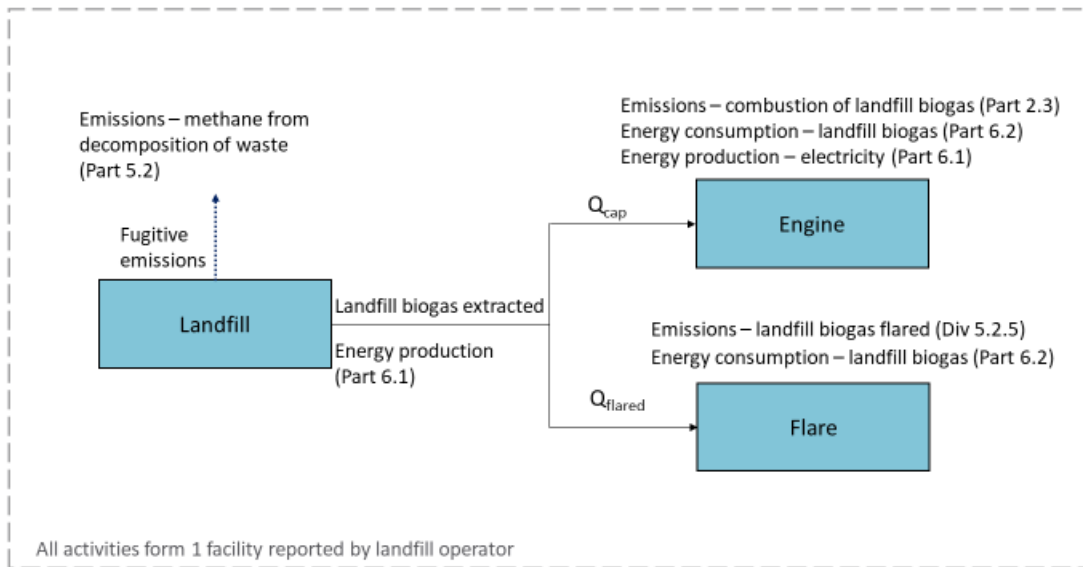 Emissions – methane from
decomposition of waste
(Part 5.2)
Fugitive
emissions
Landfill
Landfill biogas extracted
Energy production
(Part 6.1)
Q_cap
Emissions – combustion of landfill biogas (Part 2.3)
Energy consumption – landfill biogas (Part 6.2)
Energy production – electricity (Part 6.1)
Engine
Q_flared
Emissions – landfill biogas flared (Div 5.2.5)
Energy consumption – landfill biogas (Part 6.2)
Flare
All activities form 1 facility reported by landfill operator